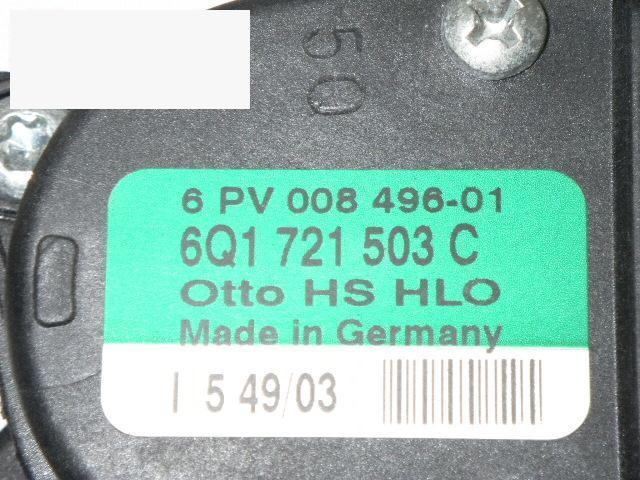 50
6 PV 008 496-01
6Q1 721 503 C
Otto HS HLO
Made in Germany
I 5 49/03